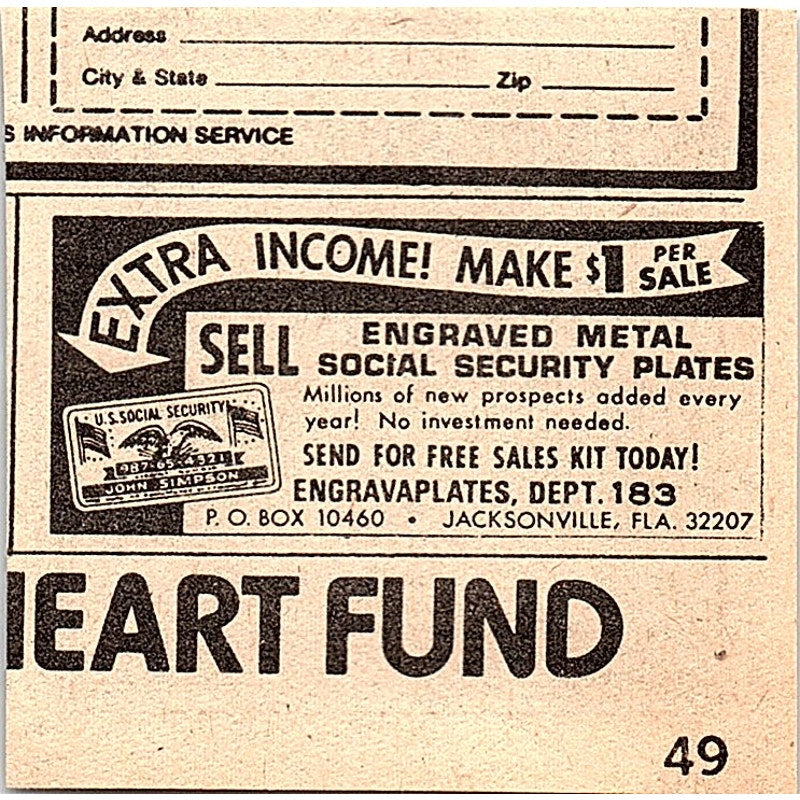 Address
City & State Zip
S INFORMATION SERVICE
EXTRA INCOME! MAKE $1 PER SALE
SELL ENGRAVED METAL
SOCIAL SECURITY PLATES
Millions of new prospects added every
year! No investment needed.
SEND FOR FREE SALES KIT TODAY!
ENGRAVAPLATES, DEPT. 183
P. O. BOX 10460 • JACKSONVILLE, FLA. 32207
U.S. SOCIAL SECURITY
987-65-4321
JOHN SIMPSON
HEART FUND
49